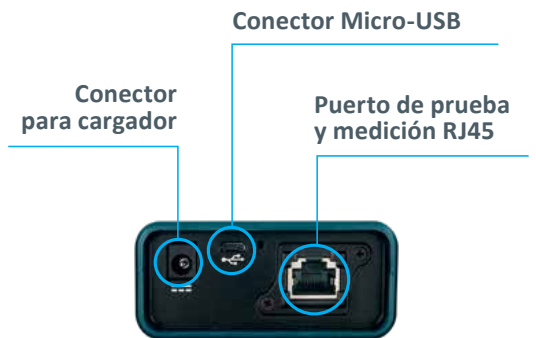 Conector Micro-USB
Conector
para cargador
Puerto de prueba
y medición RJ45